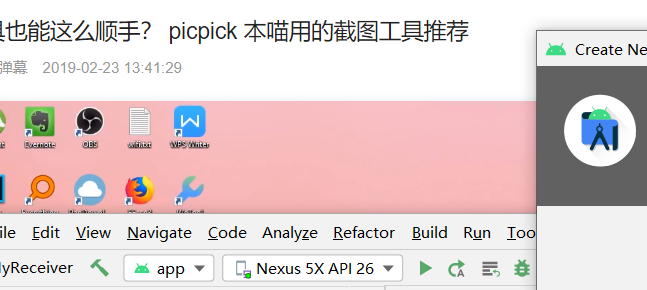 具也能这么顺手？ picpick 本喵用的截图工具推荐
弹幕 2019-02-23 13:41:29
Create Ne
Evernote OBS wifi.txt WPS Writer
File Edit View Navigate Code Analyze Refactor Build Run Too
MyReceiver app Nexus 5X API 26